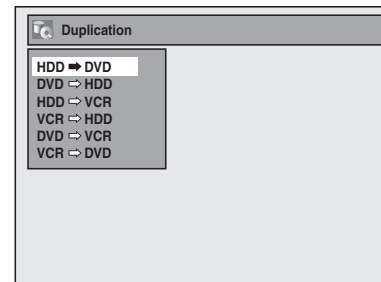 Duplication
HDD ➡ DVD
DVD ⇨ HDD
HDD ⇨ VCR
VCR ⇨ HDD
DVD ⇨ VCR
VCR ⇨ DVD